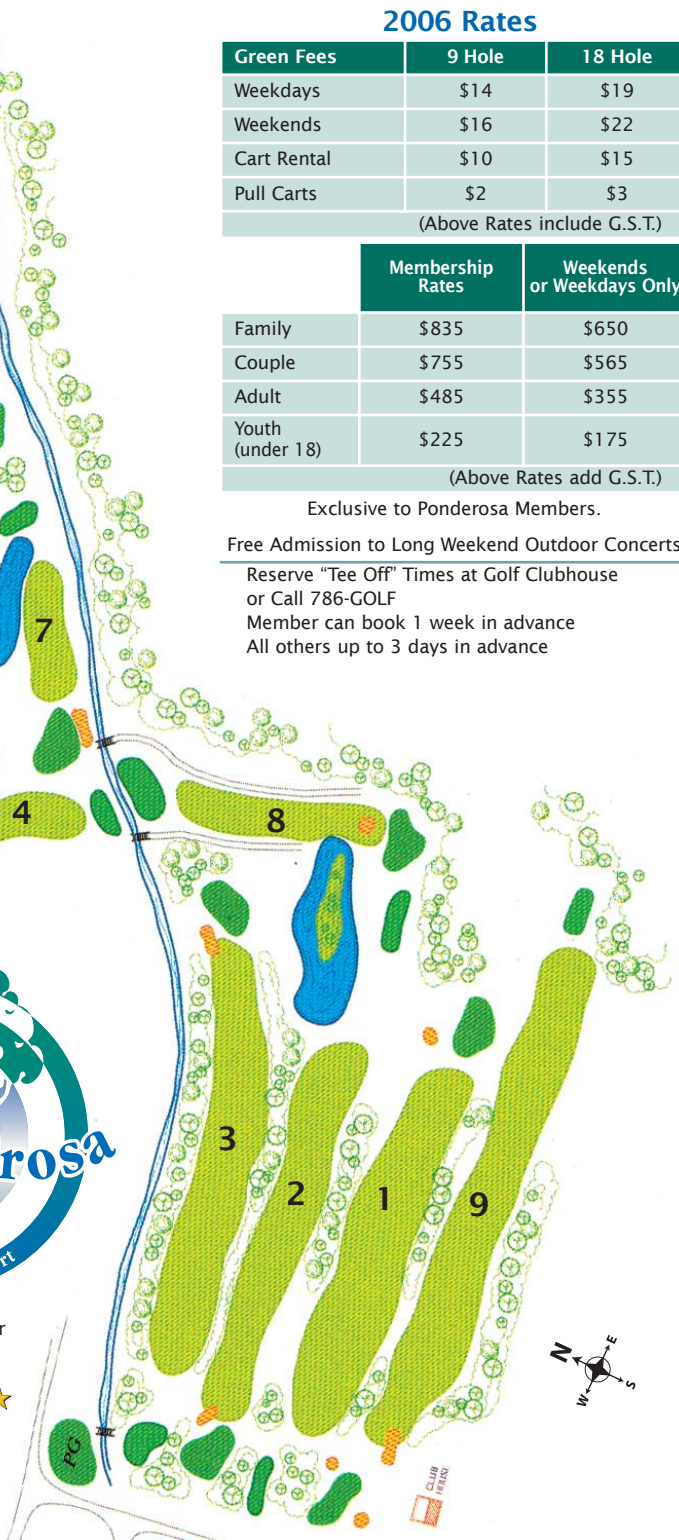 2006 Rates
Green Fees 9 Hole 18 Hole
Weekdays $14 $19
Weekends $16 $22
Cart Rental $10 $15
Pull Carts $2 $3
(Above Rates include G.S.T.)
Membership Rates Weekends or Weekdays Only
Family $835 $650
Couple $755 $565
Adult $485 $355
Youth (under 18) $225 $175
(Above Rates add G.S.T.)
Exclusive to Ponderosa Members.
Free Admission to Long Weekend Outdoor Concerts
Reserve “Tee Off” Times at Golf Clubhouse
or Call 786-GOLF
Member can book 1 week in advance
All others up to 3 days in advance
7
4
8
3
2
1
9
rosa
rt
r
N
E
S
W
PG
CLUB
HOUSE